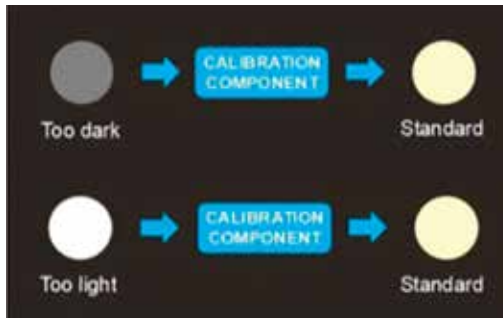 CALIBRATION
COMPONENT
Too dark
Standard
CALIBRATION
COMPONENT
Too light
Standard